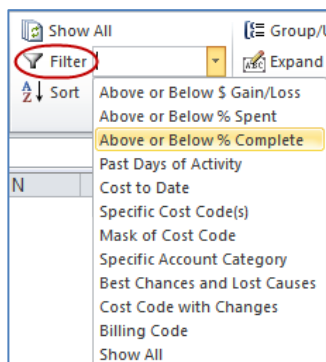 Show All
Group/U
Filter
Expand
Sort
Above or Below $ Gain/Loss
Above or Below % Spent
Above or Below % Complete
Past Days of Activity
N
Cost to Date
Specific Cost Code(s)
Mask of Cost Code
Specific Account Category
Best Chances and Lost Causes
Cost Code with Changes
Billing Code
Show All